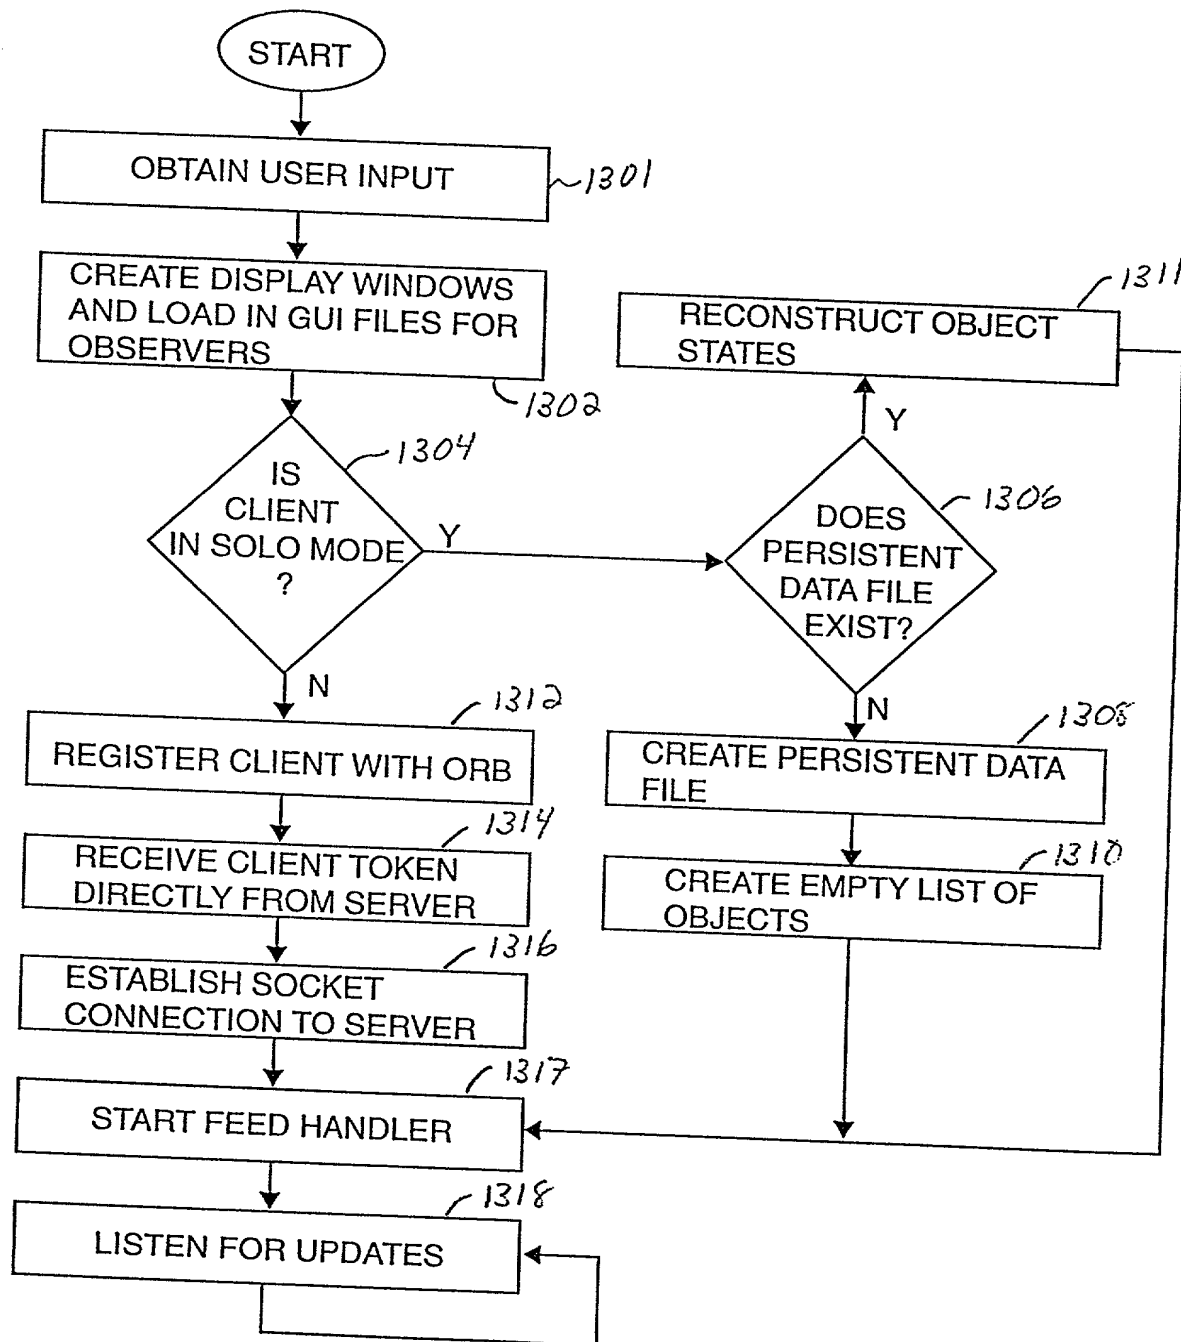 START
OBTAIN USER INPUT
1301
CREATE DISPLAY WINDOWS
AND LOAD IN GUI FILES FOR
OBSERVERS
1302
IS
CLIENT
IN SOLO MODE
?
1304
Y
N
RECONSTRUCT OBJECT
STATES
1311
Y
DOES
PERSISTENT
DATA FILE
EXIST?
1306
N
CREATE PERSISTENT DATA
FILE
1308
CREATE EMPTY LIST OF
OBJECTS
1310
REGISTER CLIENT WITH ORB
1312
RECEIVE CLIENT TOKEN
DIRECTLY FROM SERVER
1314
ESTABLISH SOCKET
CONNECTION TO SERVER
1316
START FEED HANDLER
1317
LISTEN FOR UPDATES
1318